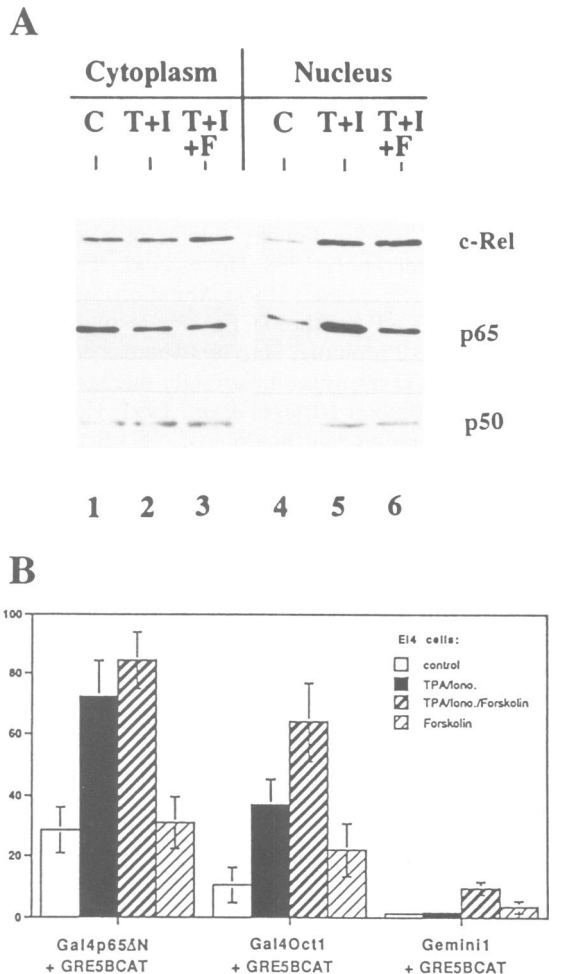 A
Cytoplasm Nucleus
C T+I T+I +F C T+I T+I +F
c-Rel
p65
p50
1 2 3 4 5 6
B
100
80
60
40
20
0
El4 cells:
control
TPA/Iono.
TPA/Iono./Forskolin
Forskolin
Gal4p65ΔN Gal4Oct1 Gemini1
+ GRE5BCAT + GRE5BCAT + GRE5BCAT